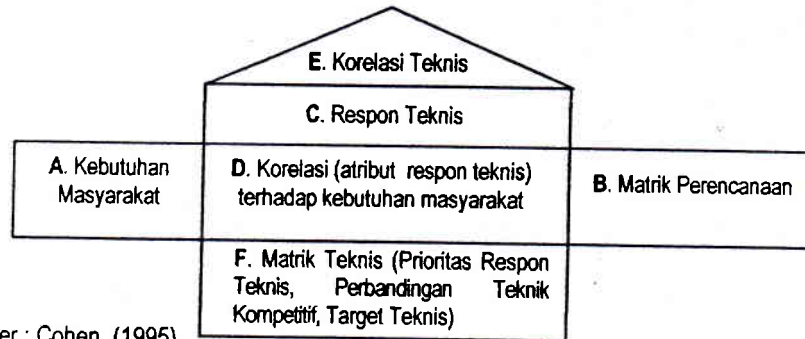 E. Korelasi Teknis
C. Respon Teknis
A. Kebutuhan
Masyarakat
D. Korelasi (atribut respon teknis)
terhadap kebutuhan masyarakat
B. Matrik Perencanaan
F. Matrik Teknis (Prioritas Respon
Teknis, Perbandingan Teknik
Kompetitif, Target Teknis)
er : Cohen, (1995)